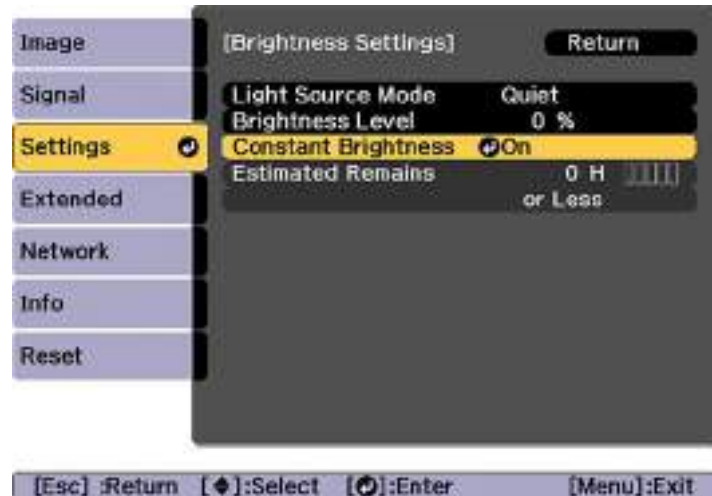 Image
Signal
Settings
Extended
Network
Info
Reset
[Brightness Settings] Return
Light Source Mode Quiet
Brightness Level 0 %
Constant Brightness On
Estimated Remains 0 H
or Less
[Esc] :Return [◆]:Select [⏎]:Enter [Menu]:Exit